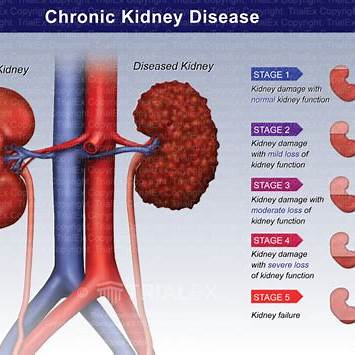 Chronic Kidney Disease
Kidney
Diseased Kidney
STAGE 1
Kidney damage with
normal kidney function
STAGE 2
Kidney damage
with mild loss of
kidney function
STAGE 3
Kidney damage with
moderate loss of
kidney function
STAGE 4
Kidney damage
with severe loss
of kidney function
STAGE 5
Kidney failure
TRIALEX